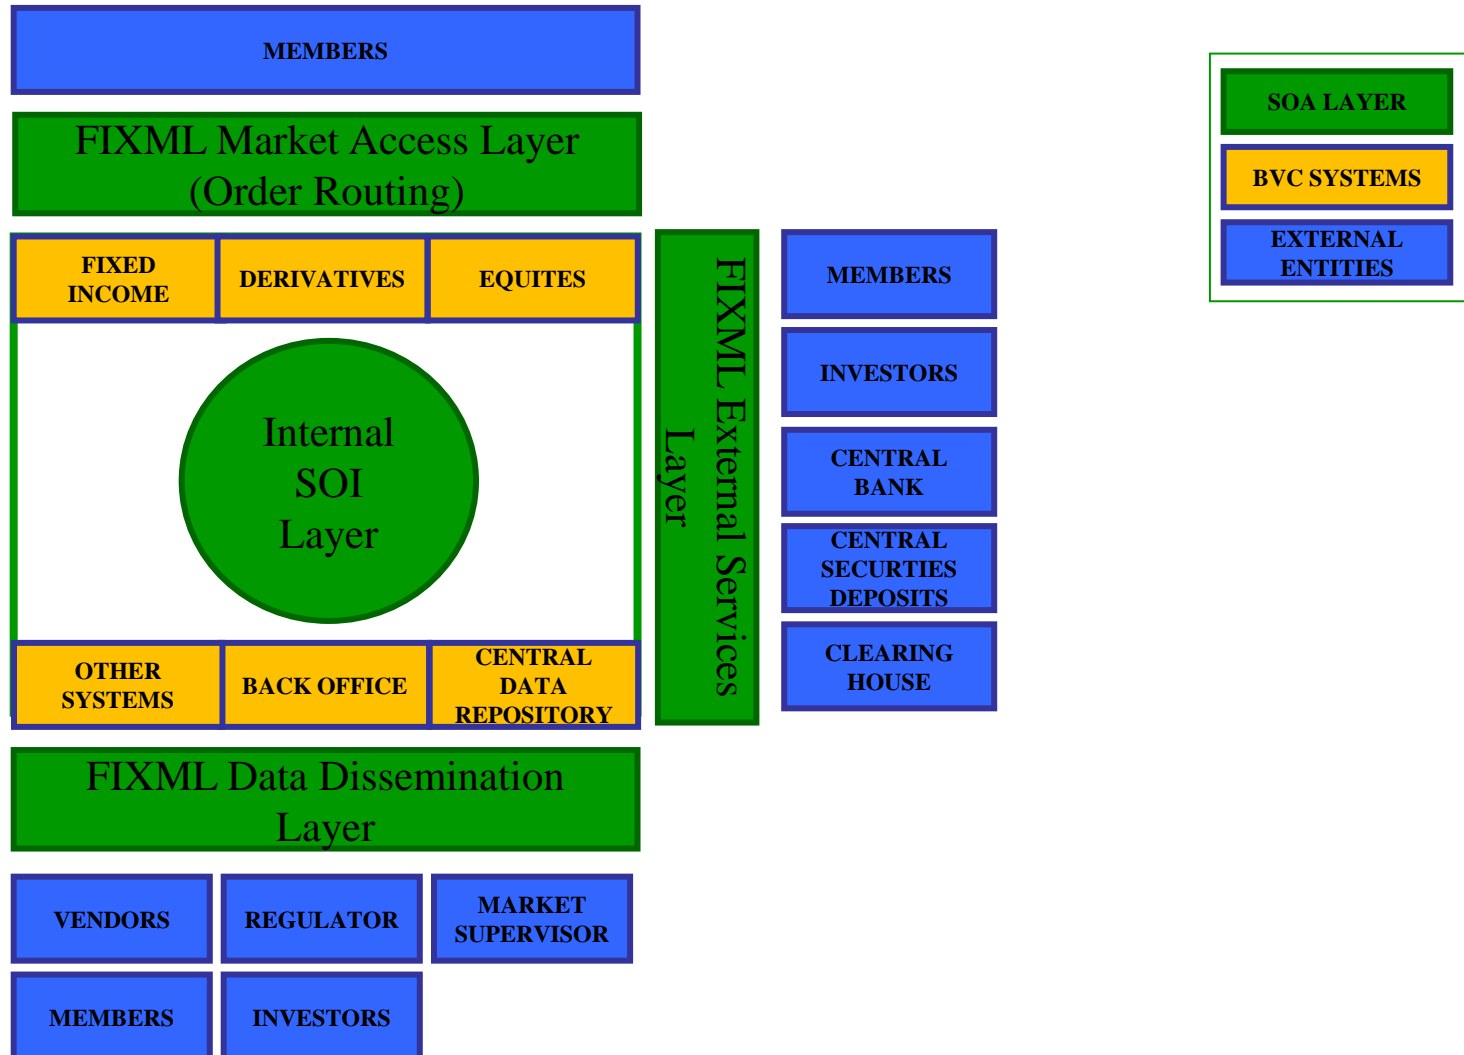 MEMBERS
FIXML Market Access Layer
(Order Routing)
SOA LAYER
BVC SYSTEMS
EXTERNAL
ENTITIES
FIXED
INCOME
DERIVATIVES
EQUITES
Internal
SOI
Layer
OTHER
SYSTEMS
BACK OFFICE
CENTRAL
DATA
REPOSITORY
FIXML External Services
Layer
MEMBERS
INVESTORS
CENTRAL
BANK
CENTRAL
SECURTIES
DEPOSITS
CLEARING
HOUSE
FIXML Data Dissemination
Layer
VENDORS
REGULATOR
MARKET
SUPERVISOR
MEMBERS
INVESTORS